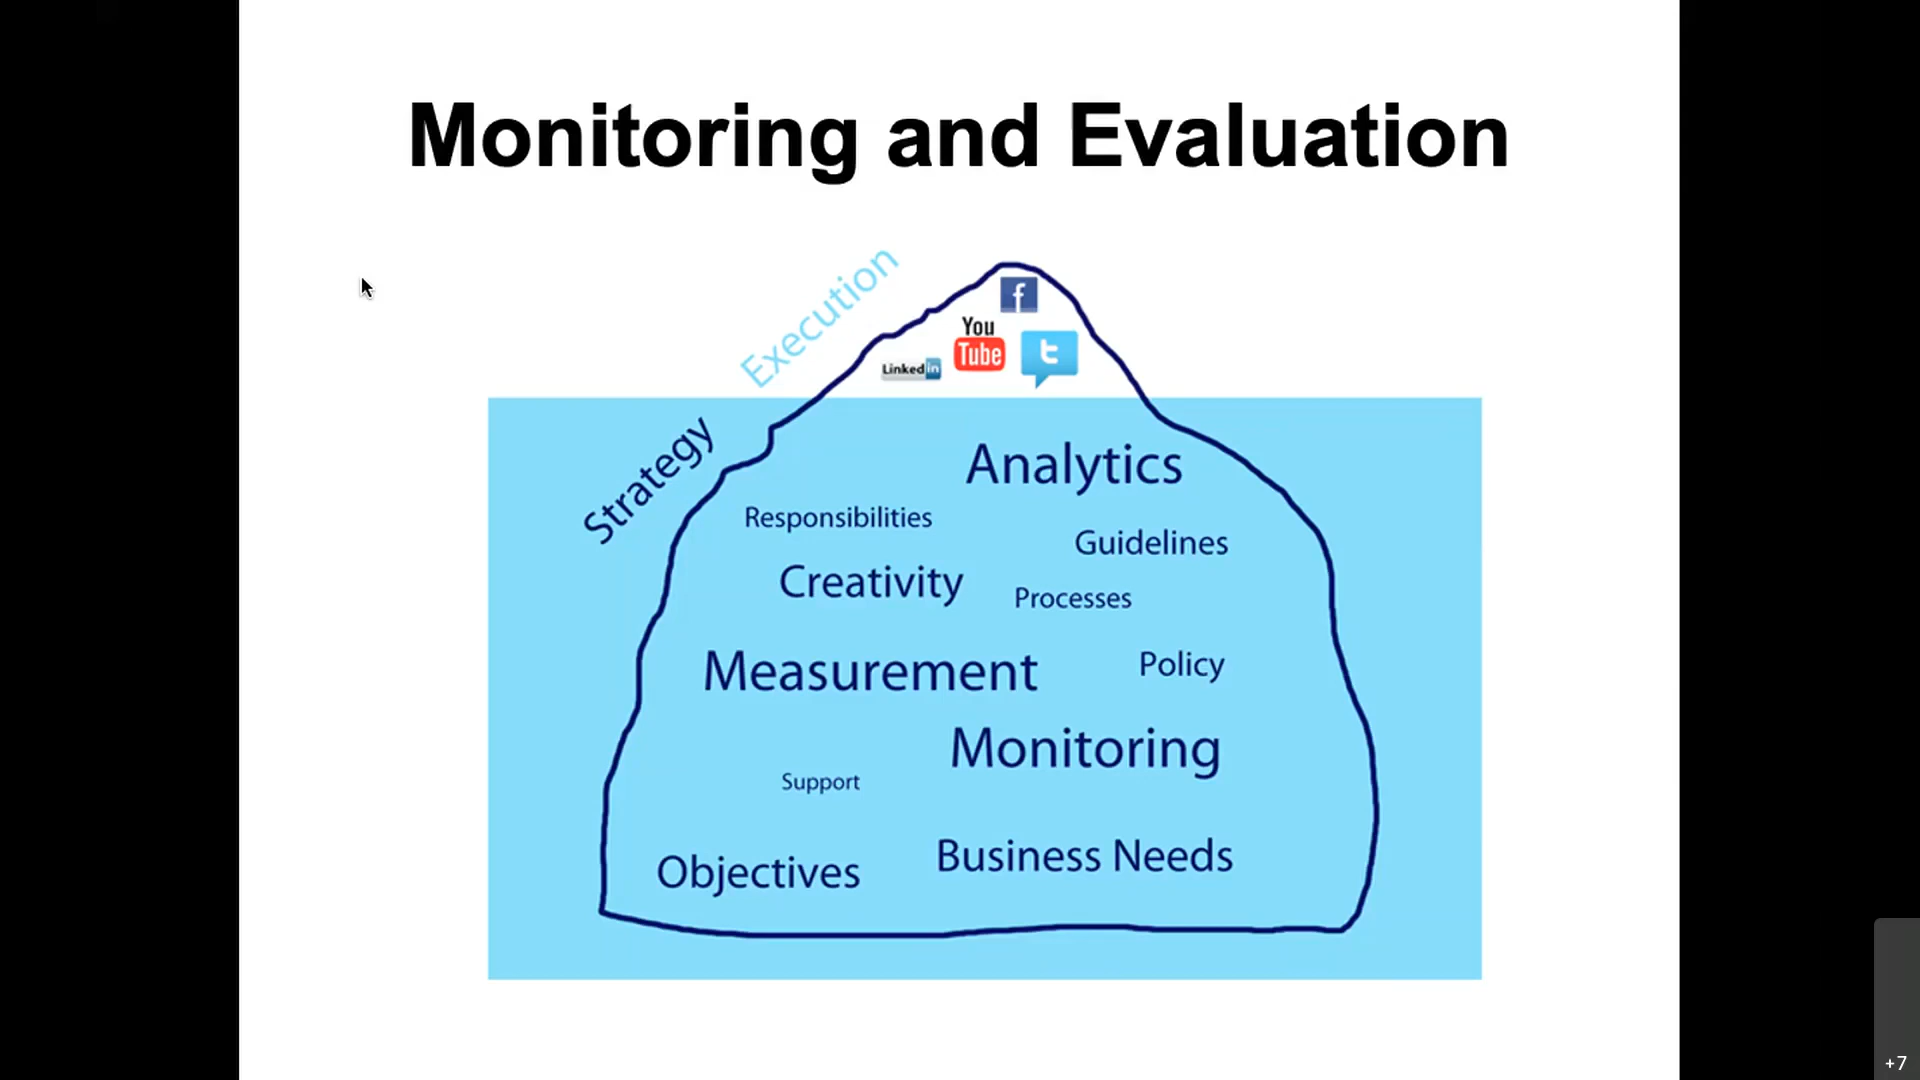 Monitoring and Evaluation
Execution
f
You
Tube
Linked in
t
Strategy
Analytics
Responsibilities
Guidelines
Creativity
Processes
Measurement
Policy
Monitoring
Support
Business Needs
Objectives
+7